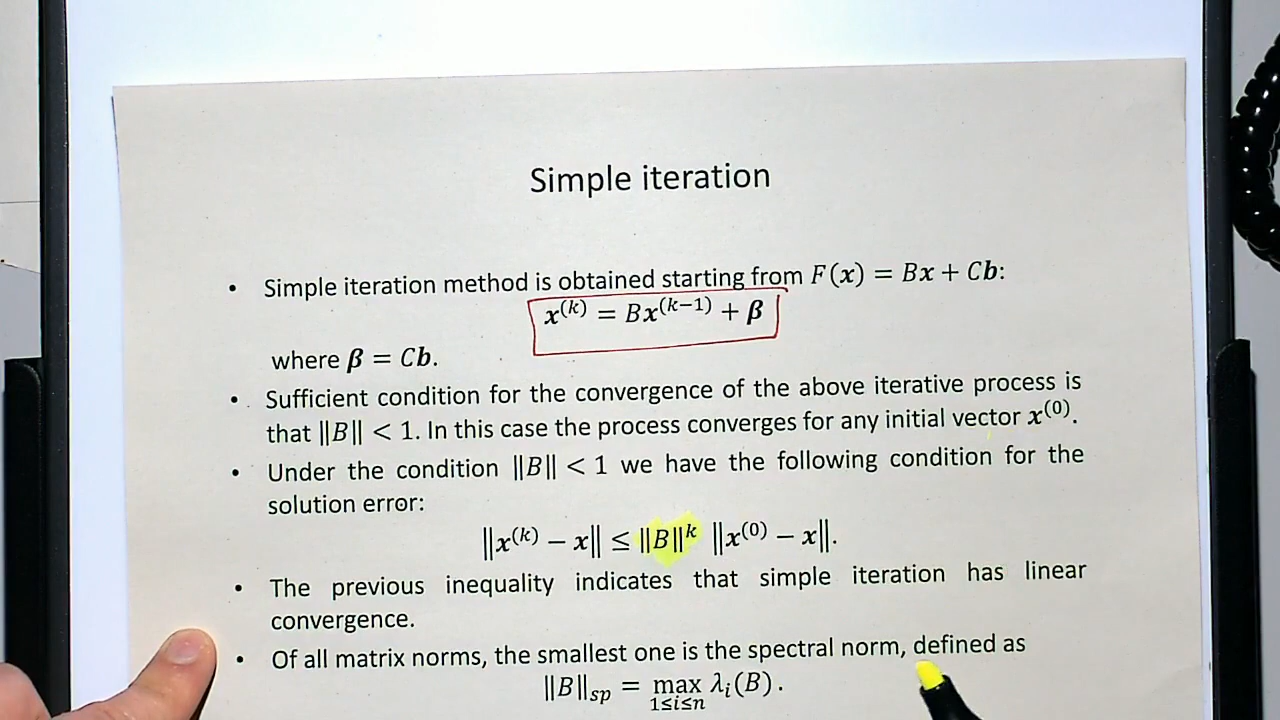 Simple iteration
• Simple iteration method is obtained starting from F(x) = Bx + Cb:
x^(k) = Bx^(k−1) + β
where β = Cb.
• Sufficient condition for the convergence of the above iterative process is
that ‖B‖ < 1. In this case the process converges for any initial vector x^(0).
• Under the condition ‖B‖ < 1 we have the following condition for the
solution error:
‖x^(k) − x‖ ≤ ‖B‖^k ‖x^(0) − x‖.
• The previous inequality indicates that simple iteration has linear
convergence.
• Of all matrix norms, the smallest one is the spectral norm, defined as
‖B‖_sp = max λ_i(B).
1≤i≤n